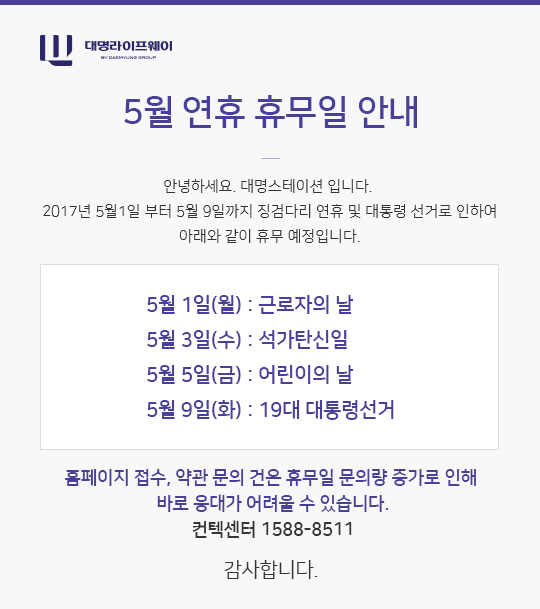 대명라이프웨이
BY DAEMYUNG GROUP
5월 연휴 휴무일 안내
안녕하세요. 대명스테이션 입니다.
2017년 5월1일 부터 5월 9일까지 징검다리 연휴 및 대통령 선거로 인하여
아래와 같이 휴무 예정입니다.
5월 1일(월) : 근로자의 날
5월 3일(수) : 석가탄신일
5월 5일(금) : 어린이의 날
5월 9일(화) : 19대 대통령선거
홈페이지 접수, 약관 문의 건은 휴무일 문의량 증가로 인해
바로 응대가 어려울 수 있습니다.
컨텍센터 1588-8511
감사합니다.